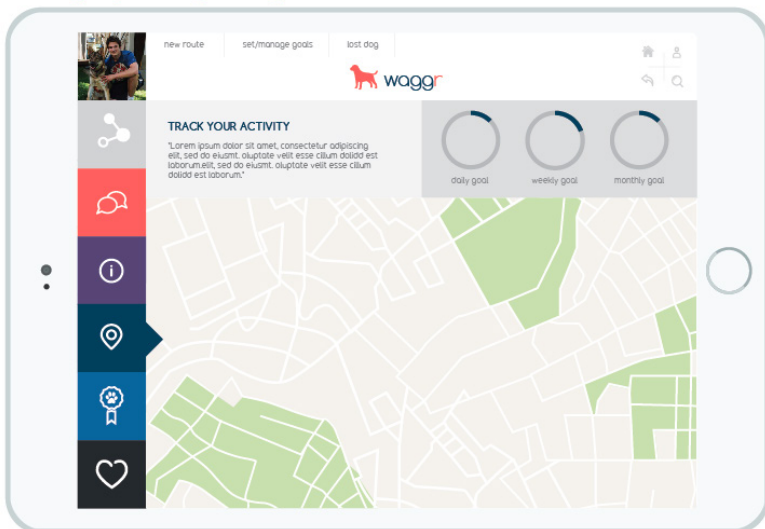 new route set/manage goals lost dog
waggr
TRACK YOUR ACTIVITY
"Lorem ipsum dolor sit amet, consectetur adipiscing
elit, sed do eiusmt. oluptate velit esse cillum dolidd est
laborum.elit, sed do eiusmt. oluptate velit esse cillum
dolidd est laborum."
daily goal weekly goal monthly goal